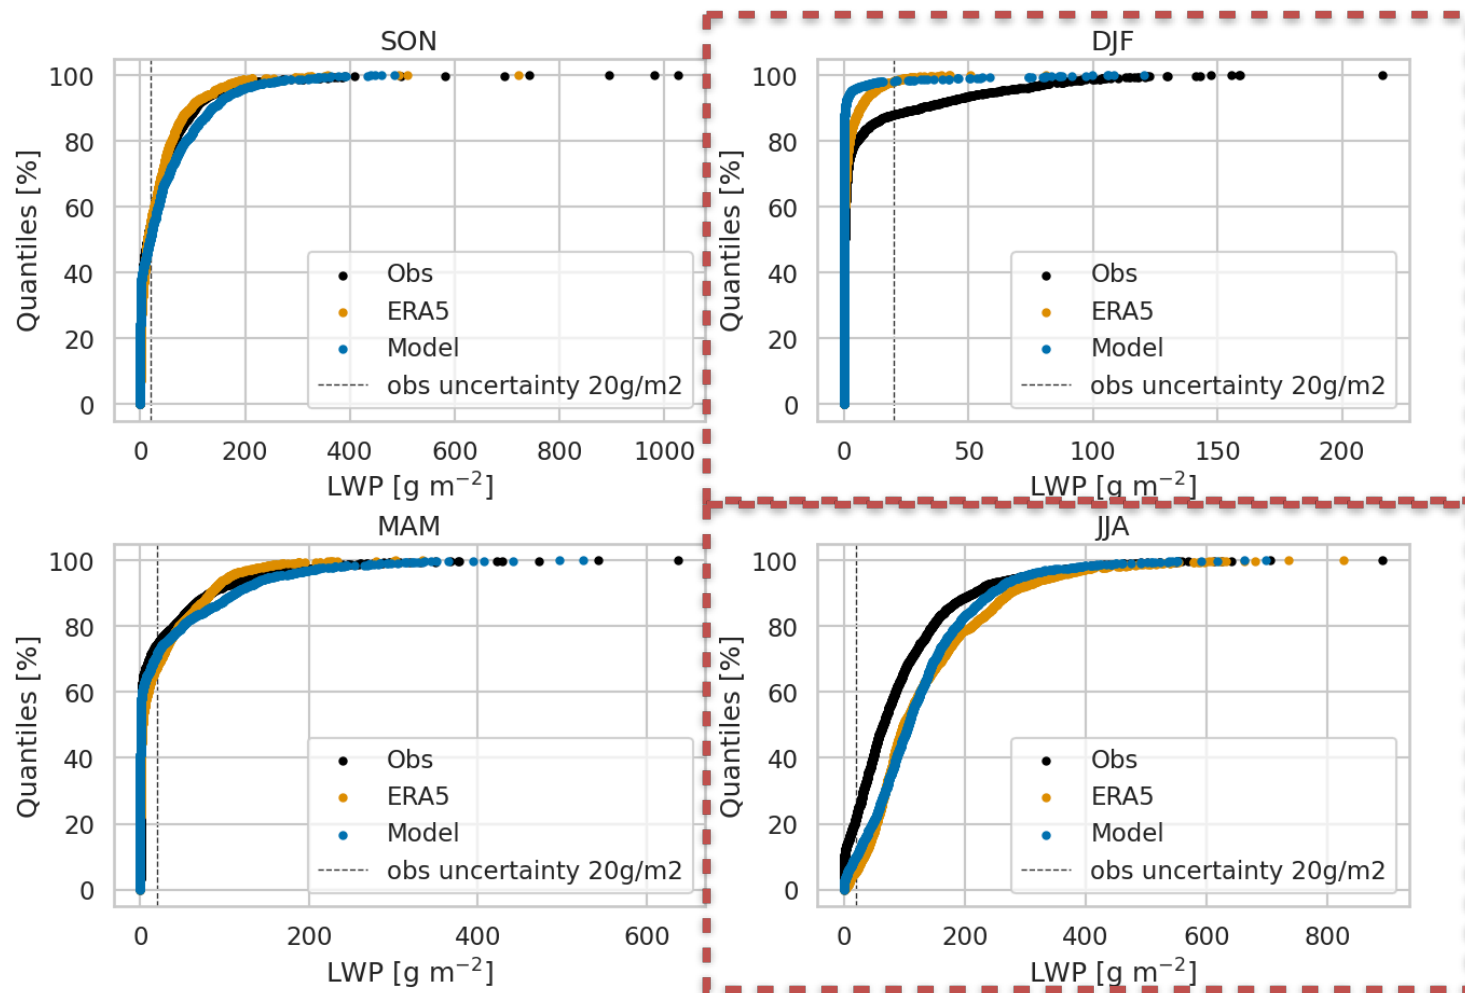 SON
100
80
60
40
20
0
Quantiles [%]
Obs
ERA5
Model
obs uncertainty 20g/m2
0 200 400 600 800 1000
LWP [g m⁻²]
DJF
100
80
60
40
20
0
Quantiles [%]
Obs
ERA5
Model
obs uncertainty 20g/m2
0 50 100 150 200
LWP [g m⁻²]
MAM
100
80
60
40
20
0
Quantiles [%]
Obs
ERA5
Model
obs uncertainty 20g/m2
0 200 400 600
LWP [g m⁻²]
JJA
100
80
60
40
20
0
Quantiles [%]
Obs
ERA5
Model
obs uncertainty 20g/m2
0 200 400 600 800
LWP [g m⁻²]